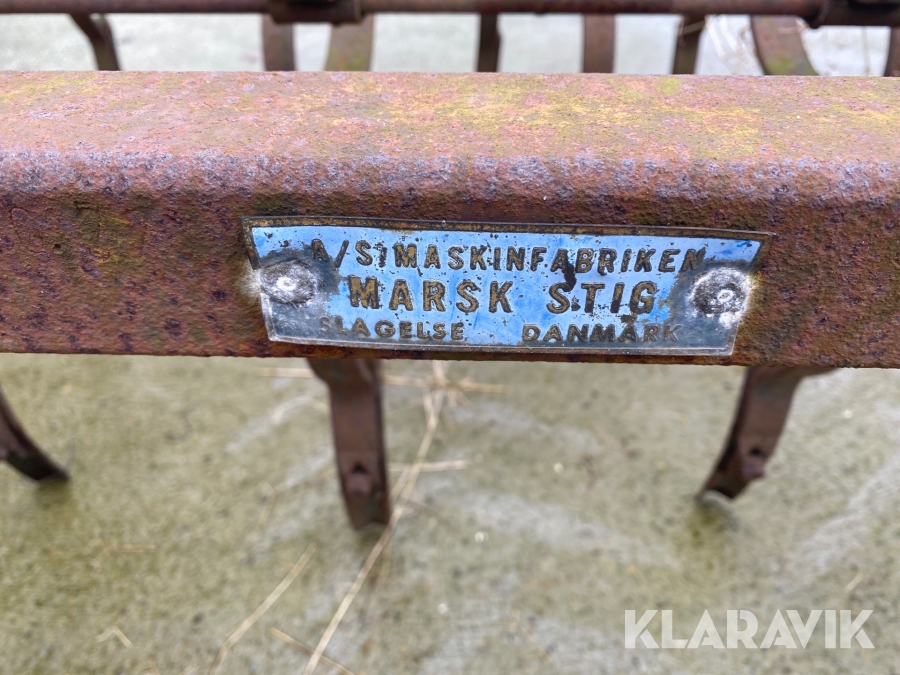 A/S MASKINFABRIKEN
MARSK STIG
SLAGELSE DANMARK
KLARAVIK